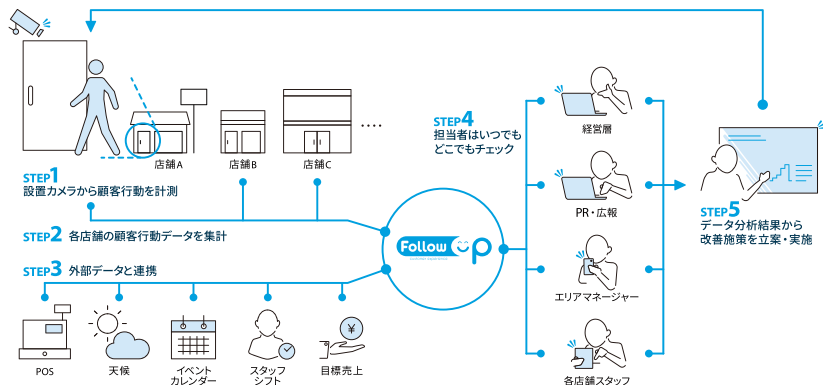 店舗A
店舗B
店舗C
STEP1
設置カメラから顧客行動を計測
STEP2 各店舗の顧客行動データを集計
STEP3 外部データと連携
POS
天候
イベント
カレンダー
スタッフ
シフト
¥
目標売上
Follow UP
STEP4
担当者はいつでも
どこでもチェック
経営層
PR・広報
エリアマネージャー
各店舗スタッフ
STEP5
データ分析結果から
改善施策を立案・実施